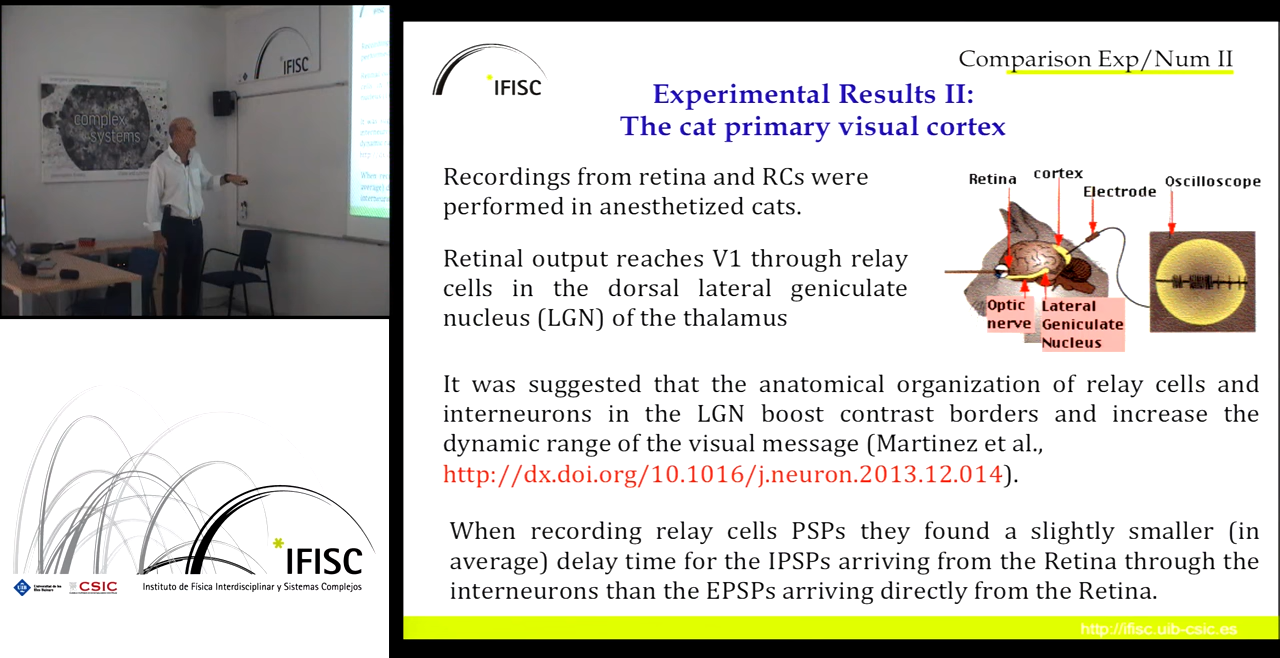 IFISC
complex
systems
IFISC
Comparison Exp/Num II
Experimental Results II:
The cat primary visual cortex
Recordings from retina and RCs were
performed in anesthetized cats.
Retinal output reaches V1 through relay
cells in the dorsal lateral geniculate
nucleus (LGN) of the thalamus
Retina
cortex
Electrode
Oscilloscope
Optic
nerve
Lateral
Geniculate
Nucleus
It was suggested that the anatomical organization of relay cells and
interneurons in the LGN boost contrast borders and increase the
dynamic range of the visual message (Martinez et al.,
http://dx.doi.org/10.1016/j.neuron.2013.12.014).
When recording relay cells PSPs they found a slightly smaller (in
average) delay time for the IPSPs arriving from the Retina through the
interneurons than the EPSPs arriving directly from the Retina.
http://ifisc.uib-csic.es
IFISC
CSIC
Instituto de Física Interdisciplinar y Sistemas Complejos